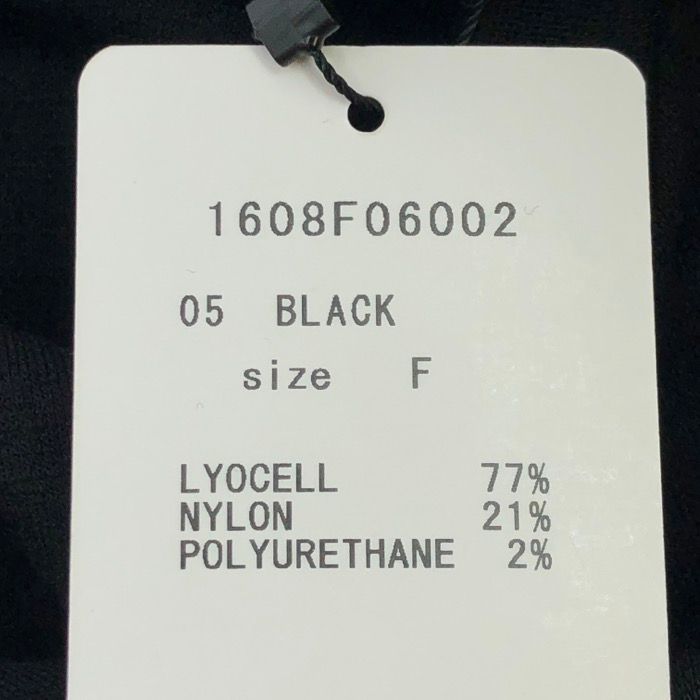 1608F06002
05 BLACK
size F
LYOCELL 77%
NYLON 21%
POLYURETHANE 2%